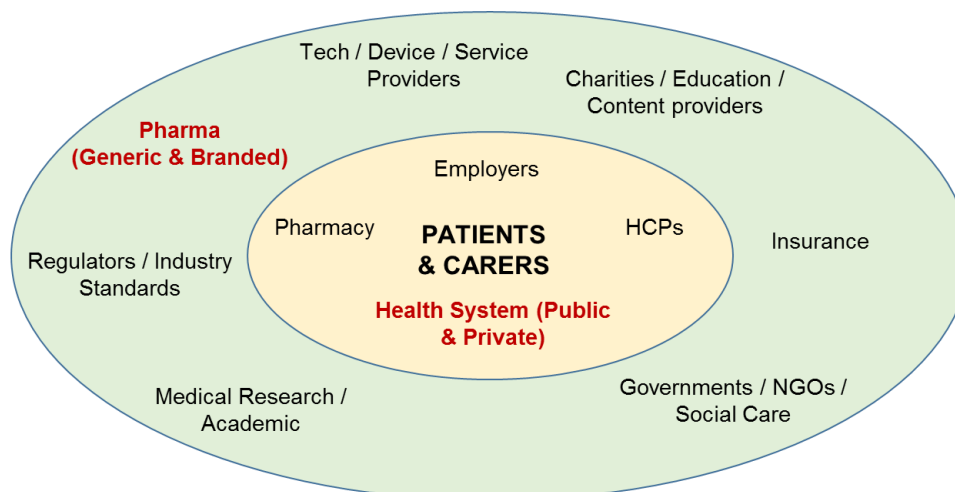 Tech / Device / Service
Providers
Charities / Education /
Content providers
Pharma
(Generic & Branded)
Employers
Pharmacy
PATIENTS
& CARERS
HCPs
Insurance
Regulators / Industry
Standards
Health System (Public
& Private)
Medical Research /
Academic
Governments / NGOs /
Social Care